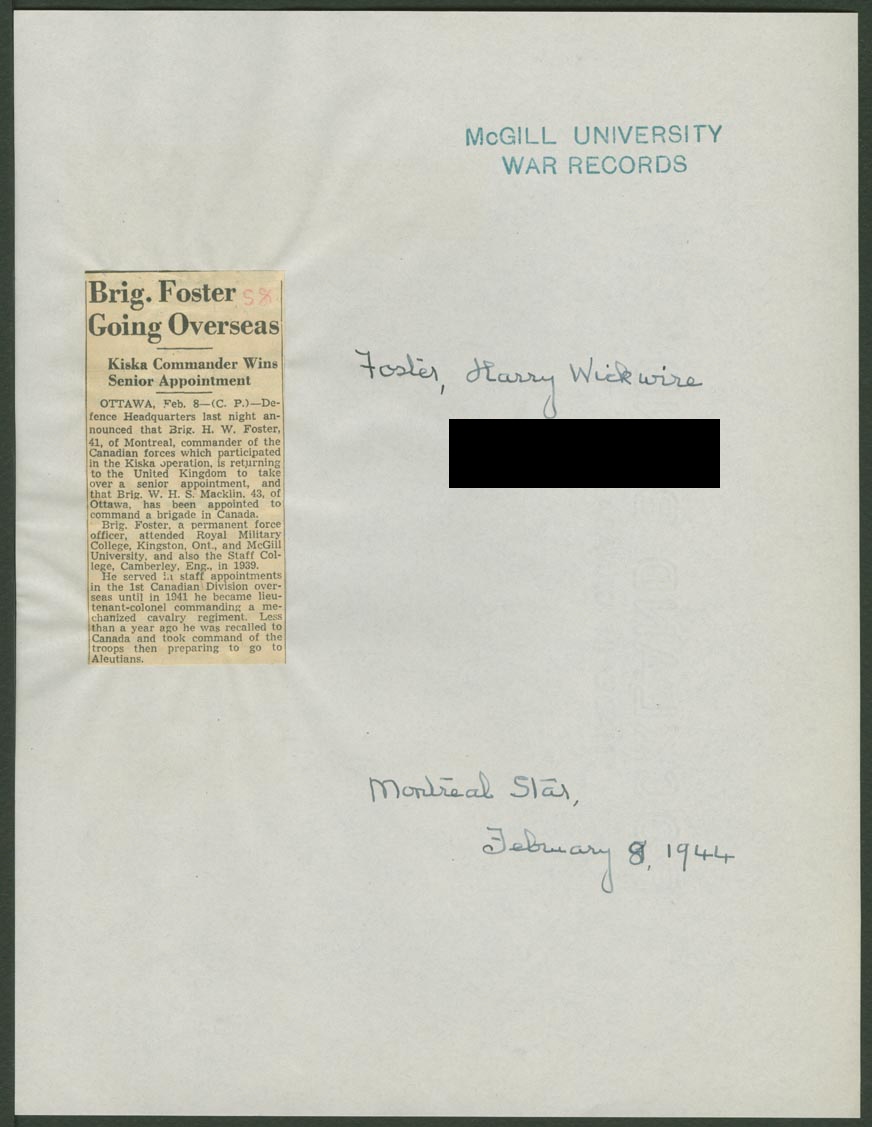 McGILL UNIVERSITY
WAR RECORDS
Brig. Foster 58
Going Overseas
Kiska Commander Wins
Senior Appointment
OTTAWA, Feb. 8—(C. P.)—De-
fence Headquarters last night an-
nounced that Brig. H. W. Foster,
41, of Montreal, commander of the
Canadian forces which participated
in the Kiska operation, is returning
to the United Kingdom to take
over a senior appointment, and
that Brig. W. H. S. Macklin, 43, of
Ottawa, has been appointed to
command a brigade in Canada.
Brig. Foster, a permanent force
officer, attended Royal Military
College, Kingston, Ont., and McGill
University, and also the Staff Col-
lege, Camberley, Eng., in 1939.
He served in staff appointments
in the 1st Canadian Division over-
seas until in 1941 he became lieu-
tenant-colonel commanding a me-
chanized cavalry regiment. Less
than a year ago he was recalled to
Canada and took command of the
troops then preparing to go to
Aleutians.
Foster, Harry Wickwire
Montreal Star,
February 8, 1944